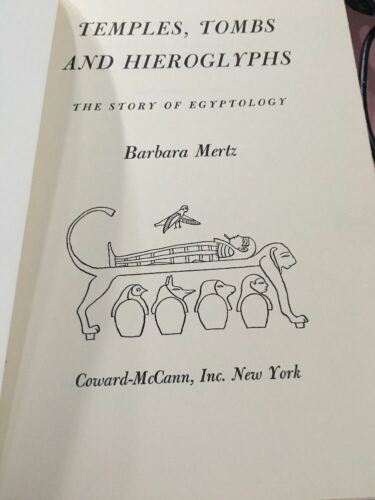 TEMPLES, TOMBS
AND HIEROGLYPHS
THE STORY OF EGYPTOLOGY
Barbara Mertz
Coward-McCann, Inc. New York